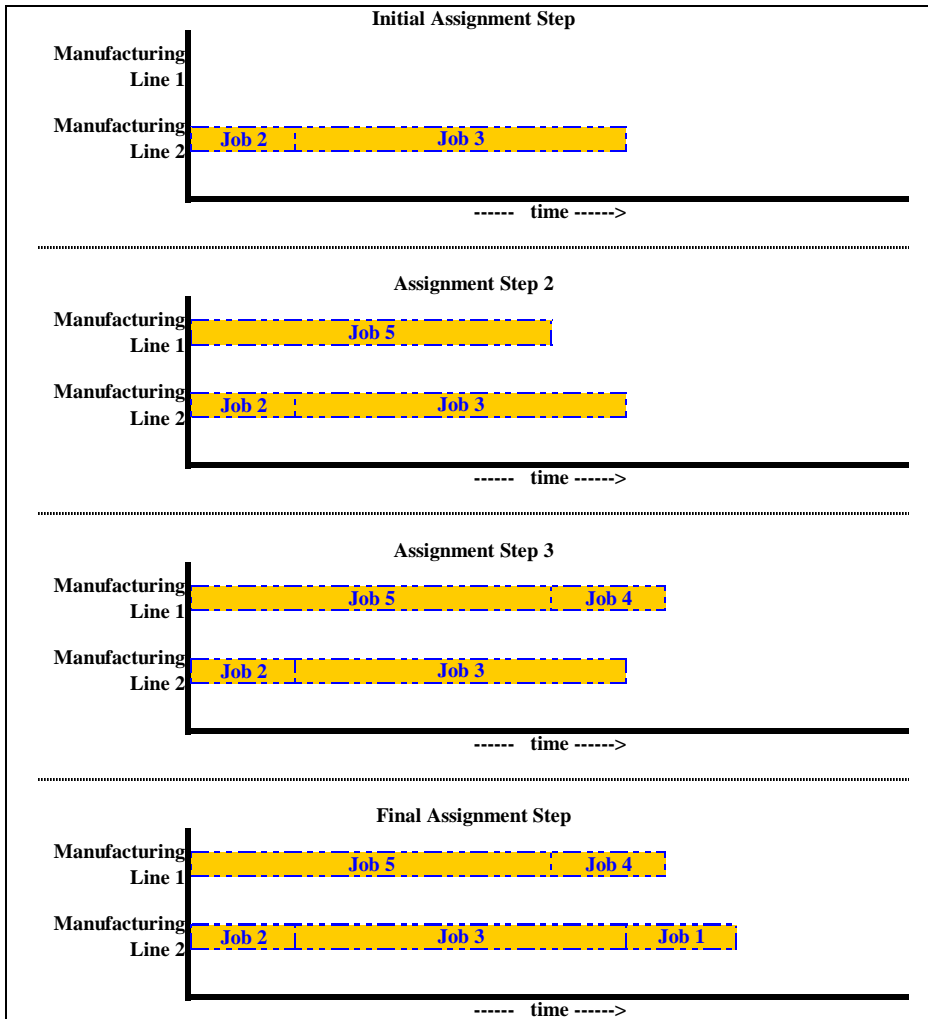 Initial Assignment Step
Manufacturing
Line 1
Manufacturing
Line 2
Job 2
Job 3
------ time ------>
Assignment Step 2
Manufacturing
Line 1
Job 5
Manufacturing
Line 2
Job 2
Job 3
------ time ------>
Assignment Step 3
Manufacturing
Line 1
Job 5
Job 4
Manufacturing
Line 2
Job 2
Job 3
------ time ------>
Final Assignment Step
Manufacturing
Line 1
Job 5
Job 4
Manufacturing
Line 2
Job 2
Job 3
Job 1
------ time ------>